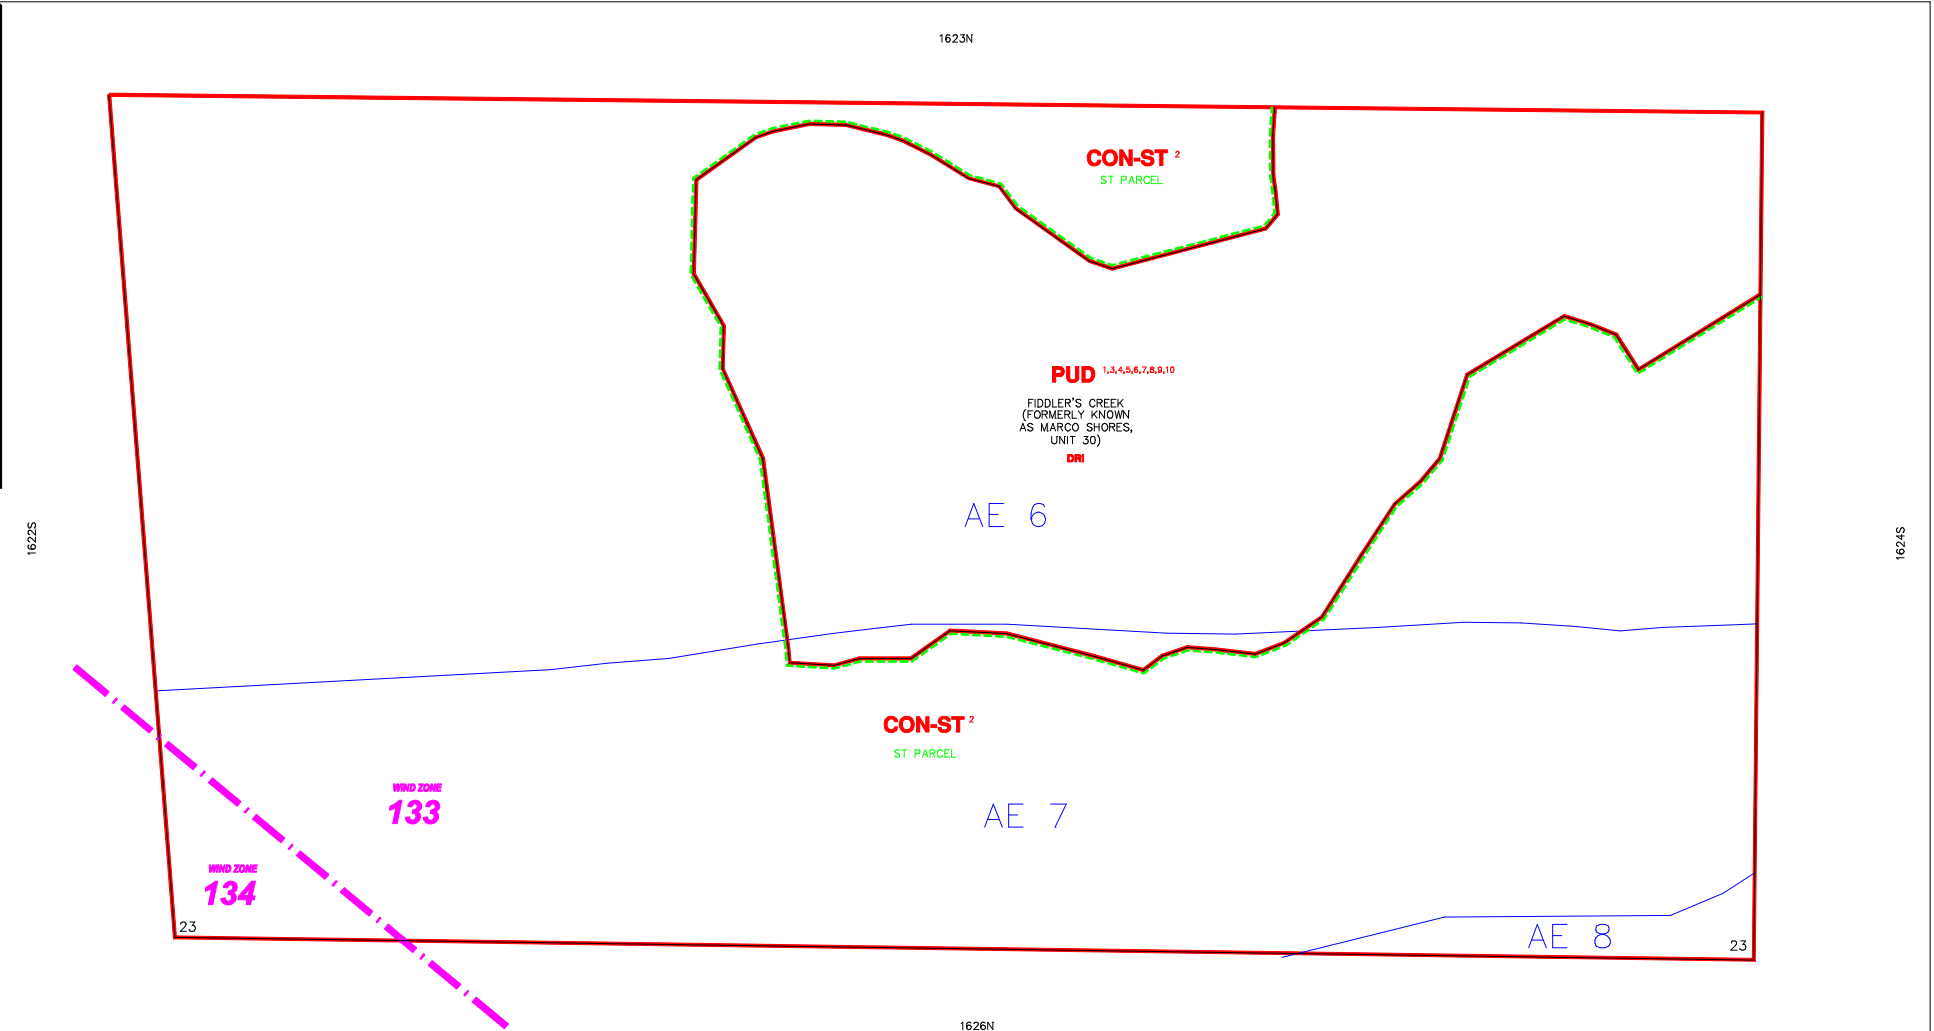 1623N
CON-ST 2
ST PARCEL
PUD 1,3,4,5,6,7,8,9,10
FIDDLER'S CREEK
(FORMERLY KNOWN
AS MARCO SHORES,
UNIT 30)
DRI
AE 6
1622S
1624S
CON-ST 2
ST PARCEL
WIND ZONE
133
AE 7
WIND ZONE
134
23
AE 8
23
1626N